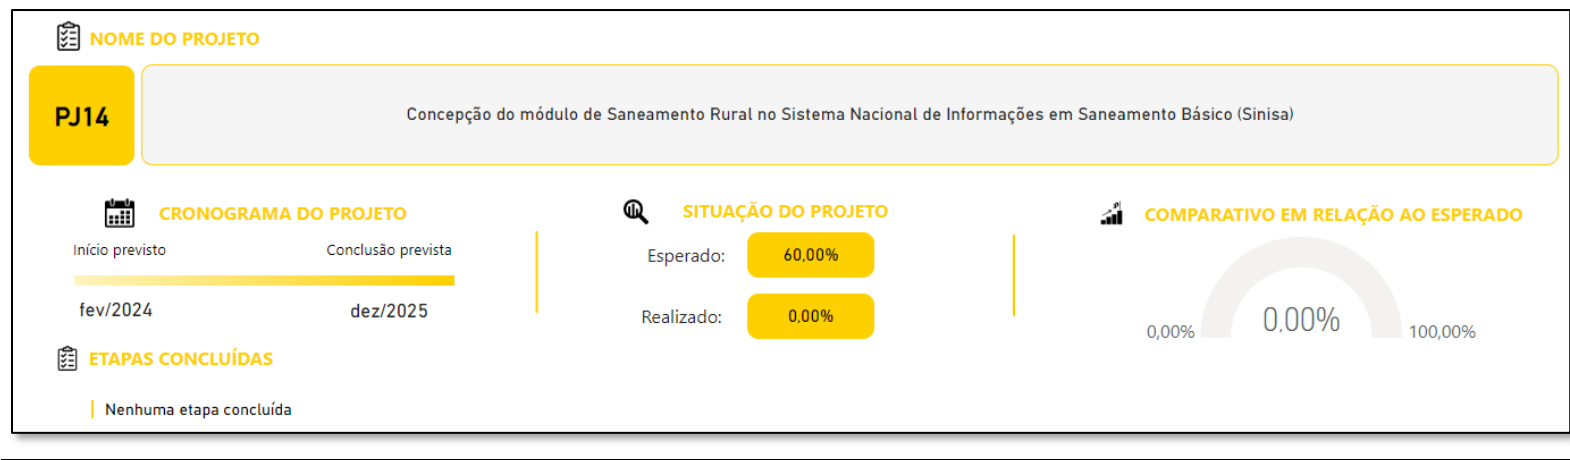 NOME DO PROJETO
PJ14
Concepção do módulo de Saneamento Rural no Sistema Nacional de Informações em Saneamento Básico (Sinisa)
CRONOGRAMA DO PROJETO
Início previsto
Conclusão prevista
fev/2024
dez/2025
SITUAÇÃO DO PROJETO
Esperado:
60,00%
Realizado:
0,00%
COMPARATIVO EM RELAÇÃO AO ESPERADO
0,00%
0,00%
100,00%
ETAPAS CONCLUÍDAS
Nenhuma etapa concluída